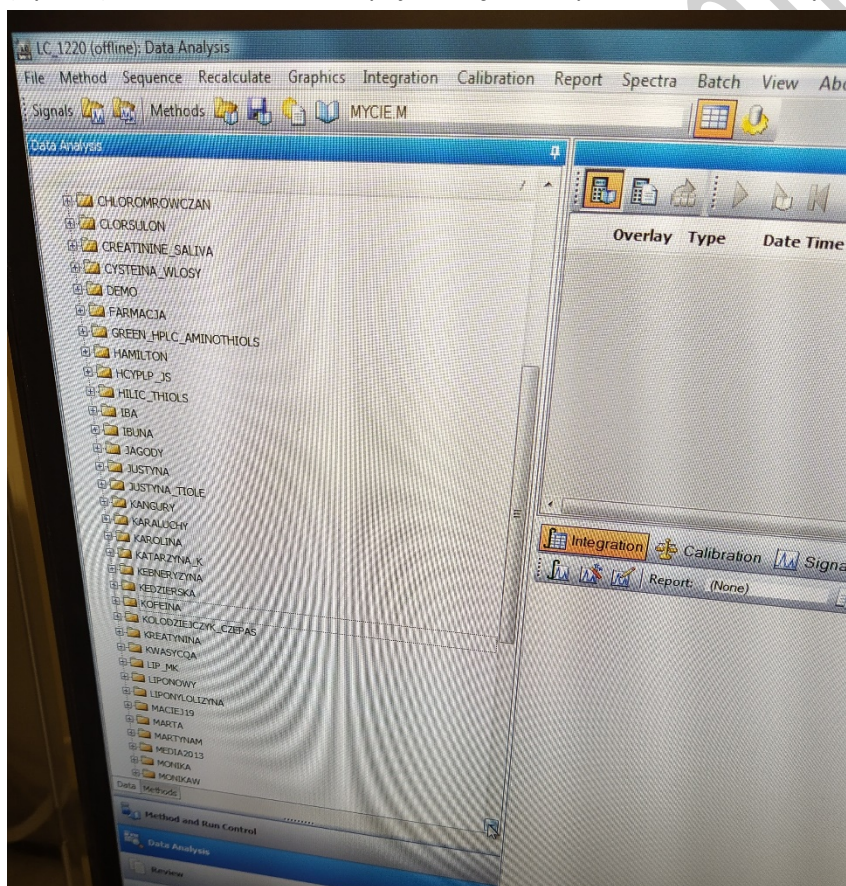 LC_1220 (offline): Data Analysis
File Method Sequence Recalculate Graphics Integration Calibration Report Spectra Batch View
Signals Methods MYCIE.M
Data Analysis
CHLOROMROWCZAN
CLORSULON
CREATININE_SALIVA
CYSTEINA_WLOSY
DEMO
FARMACJA
GREEN_HPLC_AMINOTHIOLS
HAMILTON
HCYPLP_JS
HILIC_THIOLS
IBA
IBUNA
JAGODY
JUSTYNA
JUSTYNA_TIOLE
KANGURY
KARALUCHY
KAROLINA
KATARZYNA_K
KEBNERYZYNA
KEDZIERSKA
KOFEINA
KOLODZIEJCZYK_CZEPAS
KREATYNINA
KWASYCQA
LIP_MK
LIPONOWY
LIPONYLOLIZYNA
MACIEJ19
MARTA
MARTYNAM
MEDIA2013
MONIKA
MONIKAW
Data Methods
Method and Run Control
Data Analysis
Review
Overlay Type Date Time
Integration Calibration
Report: (None)